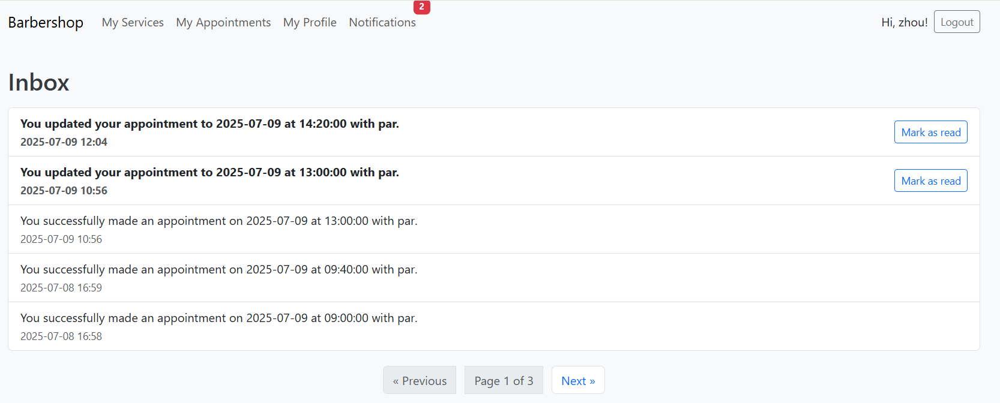 2
Barbershop My Services My Appointments My Profile Notifications Hi, zhou! Logout
Inbox
You updated your appointment to 2025-07-09 at 14:20:00 with par.
2025-07-09 12:04
Mark as read
You updated your appointment to 2025-07-09 at 13:00:00 with par.
2025-07-09 10:56
Mark as read
You successfully made an appointment on 2025-07-09 at 13:00:00 with par.
2025-07-09 10:56
You successfully made an appointment on 2025-07-09 at 09:40:00 with par.
2025-07-08 16:59
You successfully made an appointment on 2025-07-09 at 09:00:00 with par.
2025-07-08 16:58
« Previous Page 1 of 3 Next »